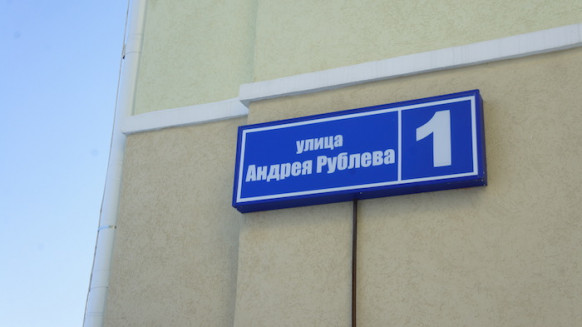 улица
Андрея Рублева
1